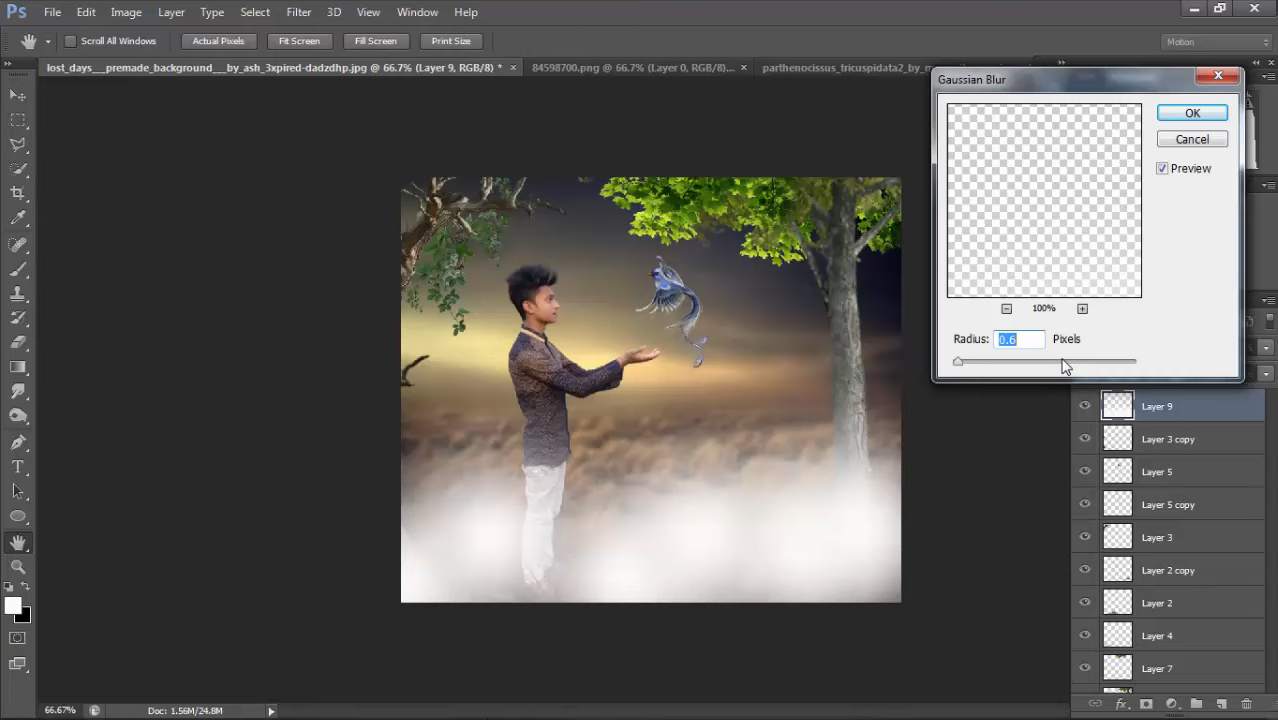 Ps File Edit Image Layer Type Select Filter 3D View Window Help
Scroll All Windows Actual Pixels Fit Screen Fill Screen Print Size Motion
lost_days___premade_background___by_ash_3xpired-dadzdhp.jpg @ 66.7% (Layer 9, RGB/8) * × 84598700.png @ 66.7% (Layer 0, RGB/8)... × parthenocissus_tricuspidata2_by_m
Gaussian Blur
OK
Cancel
Preview
100%
Radius: 0.6 Pixels
Layer 9
Layer 3 copy
Layer 5
Layer 5 copy
Layer 3
Layer 2 copy
Layer 2
Layer 4
Layer 7
66.67% Doc: 1.56M/24.8M